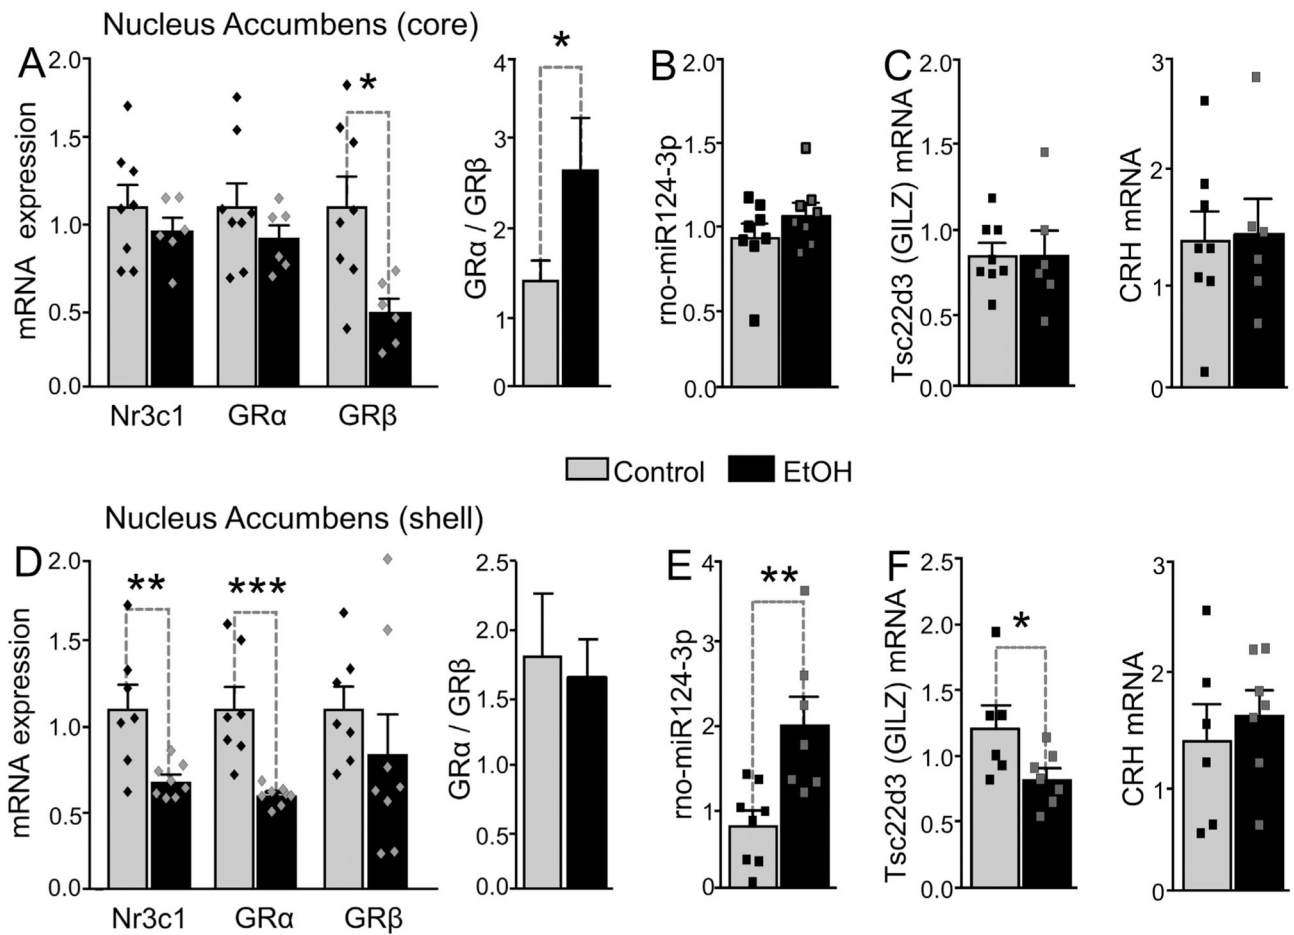 Nucleus Accumbens (core)
A
mRNA expression
2.0
1.5
1.0
0.5
0.0
*
Nr3c1 GRα GRβ
GRα / GRβ
4
3
2
1
0
*
B
rno-miR124-3p
2.0
1.5
1.0
0.5
0.0
C
Tsc22d3 (GILZ) mRNA
2.0
1.5
1.0
0.5
0.0
CRH mRNA
3
2
1
0
Control EtOH
Nucleus Accumbens (shell)
D
mRNA expression
2.0
1.5
1.0
0.5
0.0
** ***
Nr3c1 GRα GRβ
GRα / GRβ
2.5
2.0
1.5
1.0
0.5
0.0
E
rno-miR124-3p
4
3
2
1
0
**
F
Tsc22d3 (GILZ) mRNA
2.5
2.0
1.5
1.0
0.5
0.0
*
CRH mRNA
3
2
1
0